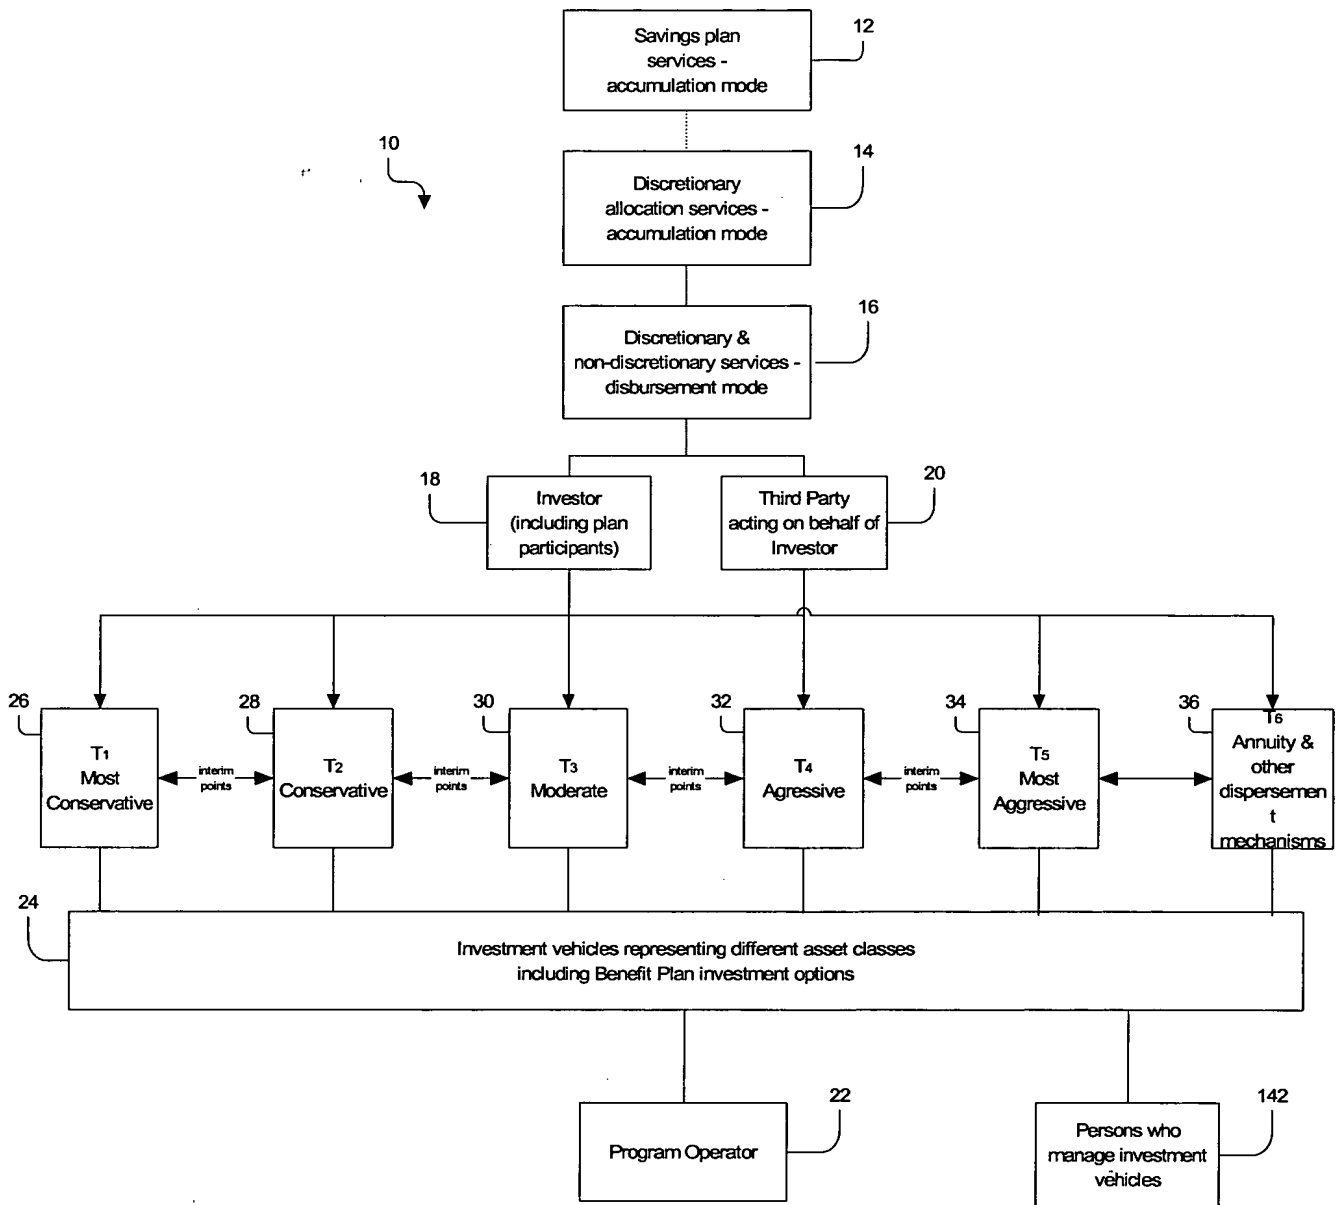 Savings plan
services -
accumulation mode
12
10
Discretionary
allocation services -
accumulation mode
14
Discretionary &
non-discretionary services -
disbursement mode
16
18
Investor
(including plan
participants)
Third Party
acting on behalf of
Investor
20
26
T1
Most
Conservative
interim
points
28
T2
Conservative
interim
points
30
T3
Moderate
interim
points
32
T4
Agressive
interim
points
34
T5
Most
Aggressive
36
T6
Annuity &
other
dispersemen
t
mechanisms
24
Investment vehicles representing different asset classes
including Benefit Plan investment options
Program Operator
22
Persons who
manage investment
vehicles
142